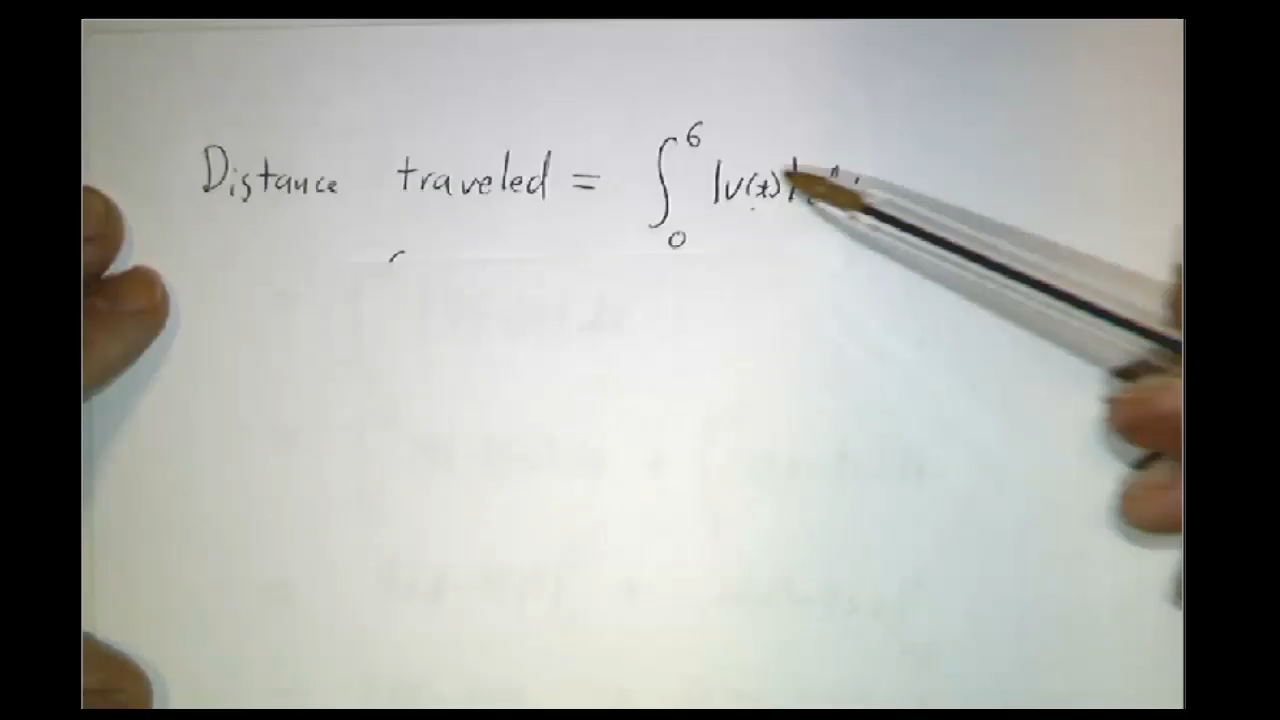 Distance traveled = ∫₀⁶ |v(t)|